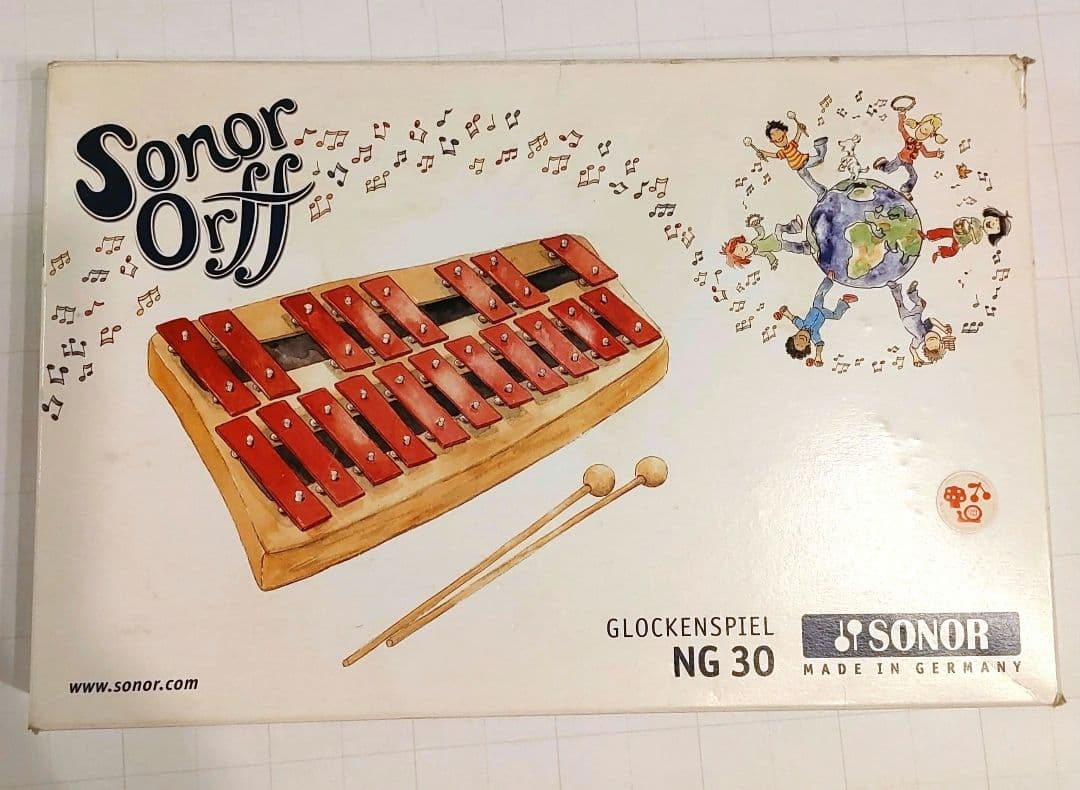 Sonor
Orff
GLOCKENSPIEL
NG 30
SONOR
MADE IN GERMANY
www.sonor.com